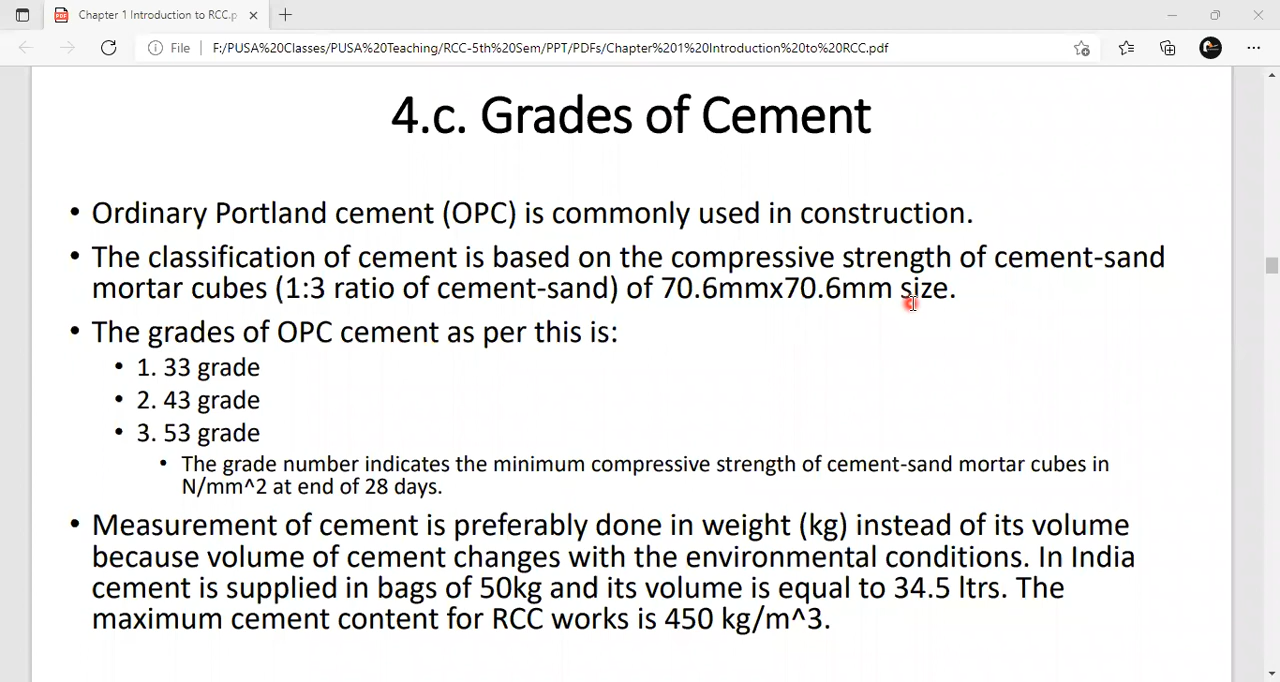 Chapter 1 Introduction to RCC.p
File
F:/PUSA%20Classes/PUSA%20Teaching/RCC-5th%20Sem/PPT/PDFs/Chapter%201%20Introduction%20to%20RCC.pdf
4.c. Grades of Cement
• Ordinary Portland cement (OPC) is commonly used in construction.
• The classification of cement is based on the compressive strength of cement-sand
mortar cubes (1:3 ratio of cement-sand) of 70.6mmx70.6mm size.
• The grades of OPC cement as per this is:
• 1. 33 grade
• 2. 43 grade
• 3. 53 grade
• The grade number indicates the minimum compressive strength of cement-sand mortar cubes in
N/mm^2 at end of 28 days.
• Measurement of cement is preferably done in weight (kg) instead of its volume
because volume of cement changes with the environmental conditions. In India
cement is supplied in bags of 50kg and its volume is equal to 34.5 ltrs. The
maximum cement content for RCC works is 450 kg/m^3.